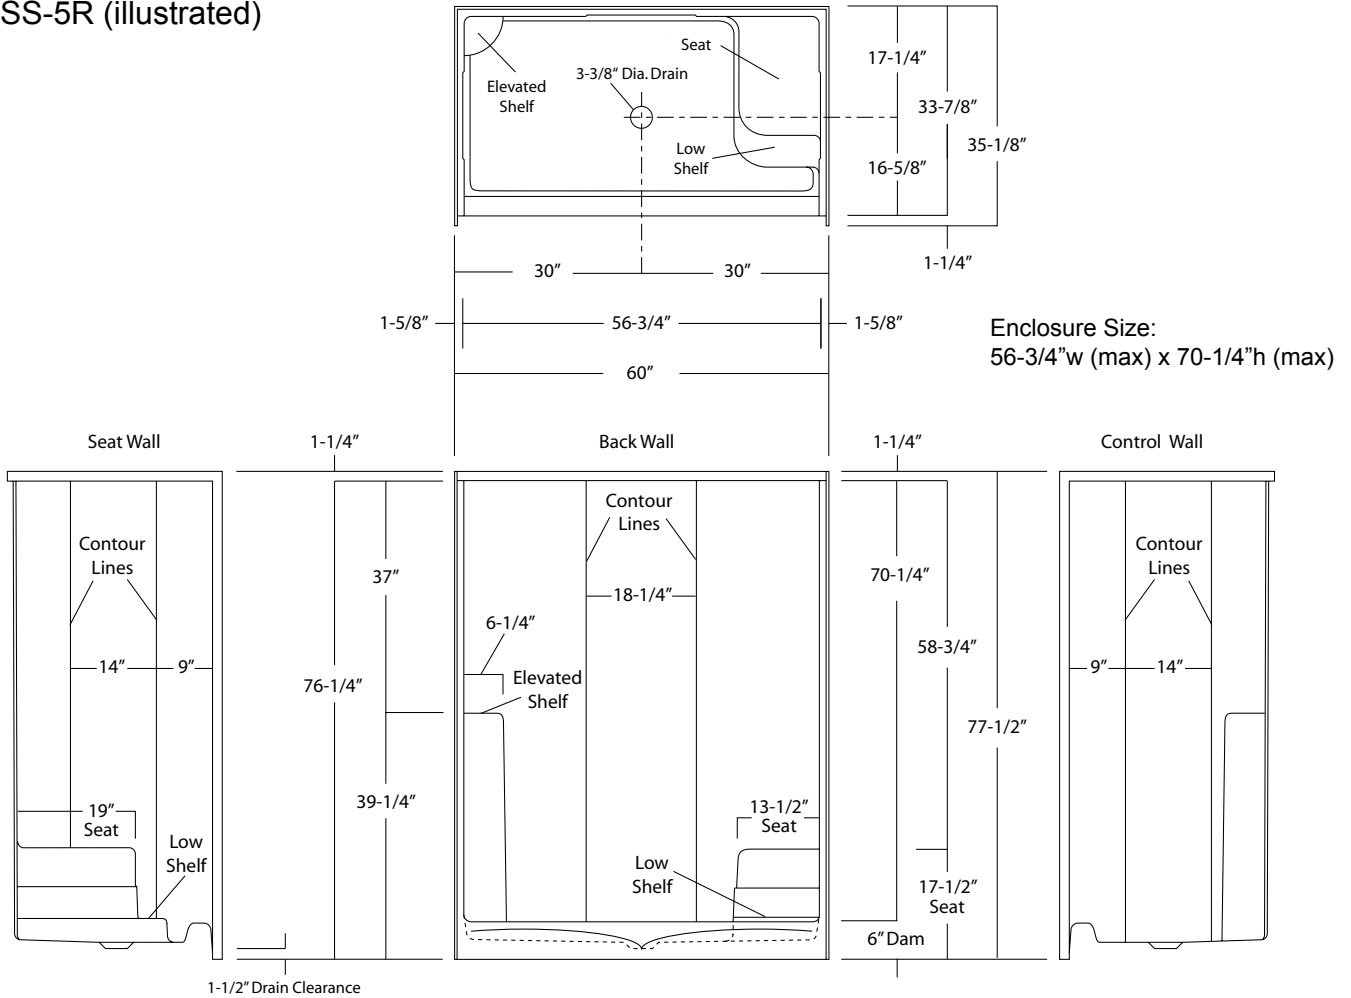 SS-5R (illustrated)
Seat
3-3/8" Dia. Drain
Elevated
Shelf
Low
Shelf
17-1/4”
33-7/8”
35-1/8”
16-5/8”
1-1/4”
30”
30”
1-5/8”
56-3/4”
1-5/8”
60”
Enclosure Size:
56-3/4”w (max) x 70-1/4”h (max)
Seat Wall
1-1/4”
Back Wall
1-1/4”
Control Wall
Contour
Lines
14”
9”
19”
Seat
Low
Shelf
37”
76-1/4”
39-1/4”
1-1/2” Drain Clearance
Contour
Lines
18-1/4”
6-1/4”
Elevated
Shelf
13-1/2”
Seat
Low
Shelf
70-1/4”
58-3/4”
77-1/2”
17-1/2”
Seat
6” Dam
Contour
Lines
9”
14”